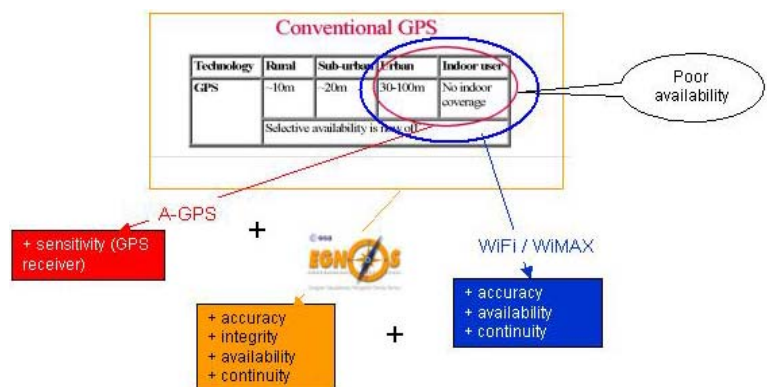 Conventional GPS
Technology Rural Sub-urban Urban Indoor user
GPS ~10m ~20m 30-100m No indoor
coverage
Selective availability is now off
Poor
availability
A-GPS
+ sensitivity (GPS
receiver)
+
esa
EGNOS
WiFi / WiMAX
+ accuracy
+ availability
+ continuity
+ accuracy
+ integrity
+ availability
+ continuity
+